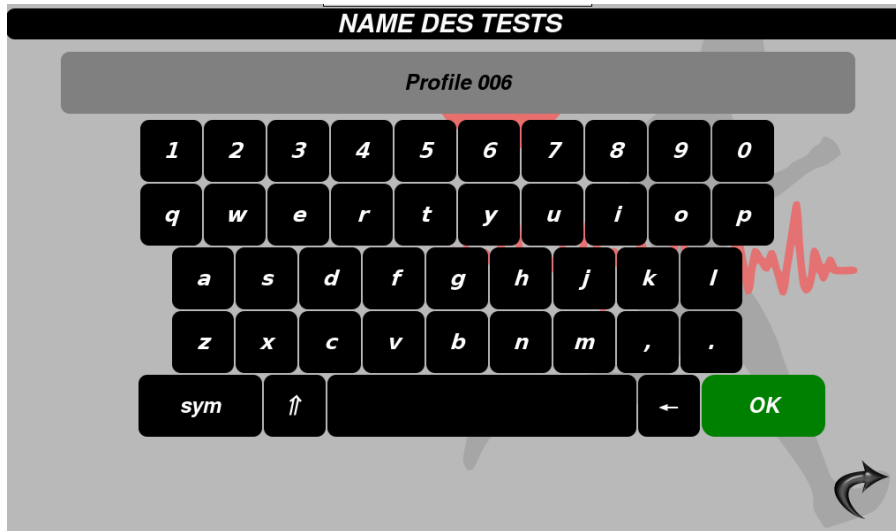 NAME DES TESTS
Profile 006
1 2 3 4 5 6 7 8 9 0
q w e r t y u i o p
a s d f g h j k l
z x c v b n m , .
sym ⇑ ← OK